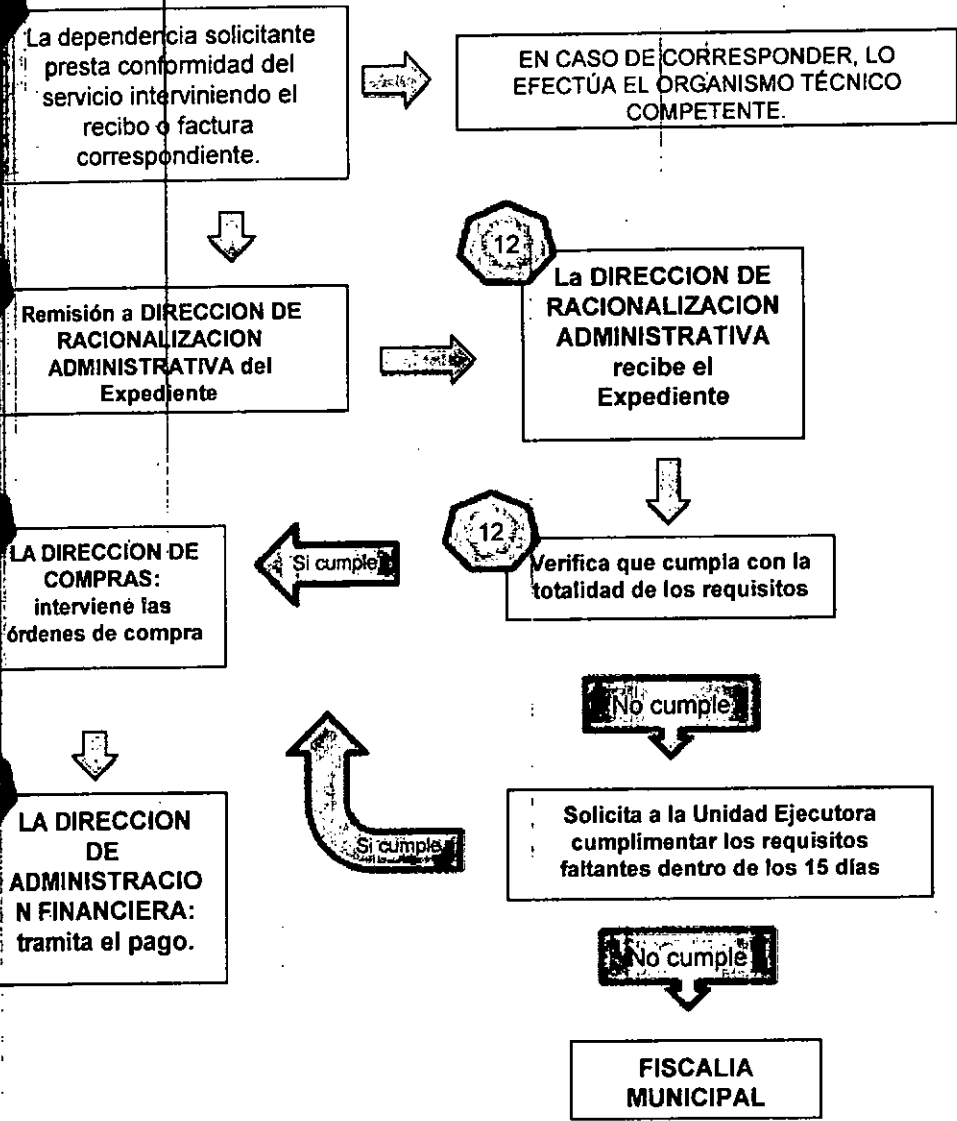 La dependencia solicitante
presta conformidad del
servicio interviniendo el
recibo o factura
correspondiente.
EN CASO DE CORRESPONDER, LO
EFECTÚA EL ORGANISMO TÉCNICO
COMPETENTE.
Remisión a DIRECCION DE
RACIONALIZACION
ADMINISTRATIVA del
Expediente
12
La DIRECCION DE
RACIONALIZACION
ADMINISTRATIVA
recibe el
Expediente
12
Verifica que cumpla con la
totalidad de los requisitos
Si cumple
LA DIRECCION DE
COMPRAS:
interviene las
órdenes de compra
No cumple
Solicita a la Unidad Ejecutora
cumplimentar los requisitos
faltantes dentro de los 15 días
Si cumple
LA DIRECCION
DE
ADMINISTRACIO
N FINANCIERA:
tramita el pago.
No cumple
FISCALIA
MUNICIPAL